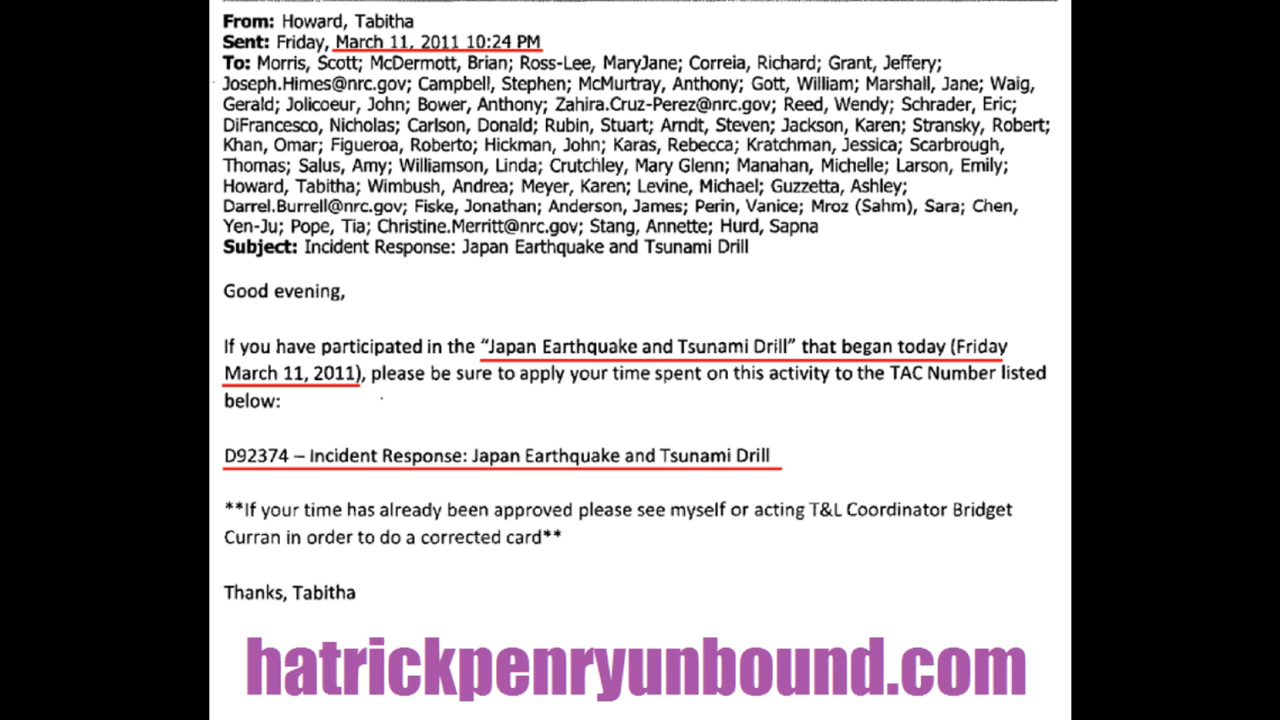 From: Howard, Tabitha
Sent: Friday, March 11, 2011 10:24 PM
To: Morris, Scott; McDermott, Brian; Ross-Lee, MaryJane; Correia, Richard; Grant, Jeffery;
Joseph.Himes@nrc.gov; Campbell, Stephen; McMurtray, Anthony; Gott, William; Marshall, Jane; Waig,
Gerald; Jolicoeur, John; Bower, Anthony; Zahira.Cruz-Perez@nrc.gov; Reed, Wendy; Schrader, Eric;
DiFrancesco, Nicholas; Carlson, Donald; Rubin, Stuart; Arndt, Steven; Jackson, Karen; Stransky, Robert;
Khan, Omar; Figueroa, Roberto; Hickman, John; Karas, Rebecca; Kratchman, Jessica; Scarbrough,
Thomas; Salus, Amy; Williamson, Linda; Crutchley, Mary Glenn; Manahan, Michelle; Larson, Emily;
Howard, Tabitha; Wimbush, Andrea; Meyer, Karen; Levine, Michael; Guzzetta, Ashley;
Darrel.Burrell@nrc.gov; Fiske, Jonathan; Anderson, James; Perin, Vanice; Mroz (Sahm), Sara; Chen,
Yen-Ju; Pope, Tia; Christine.Merritt@nrc.gov; Stang, Annette; Hurd, Sapna
Subject: Incident Response: Japan Earthquake and Tsunami Drill
Good evening,
If you have participated in the “Japan Earthquake and Tsunami Drill” that began today (Friday
March 11, 2011), please be sure to apply your time spent on this activity to the TAC Number listed
below:
D92374 – Incident Response: Japan Earthquake and Tsunami Drill
**If your time has already been approved please see myself or acting T&L Coordinator Bridget
Curran in order to do a corrected card**
Thanks, Tabitha
hatrickpenryunbound.com